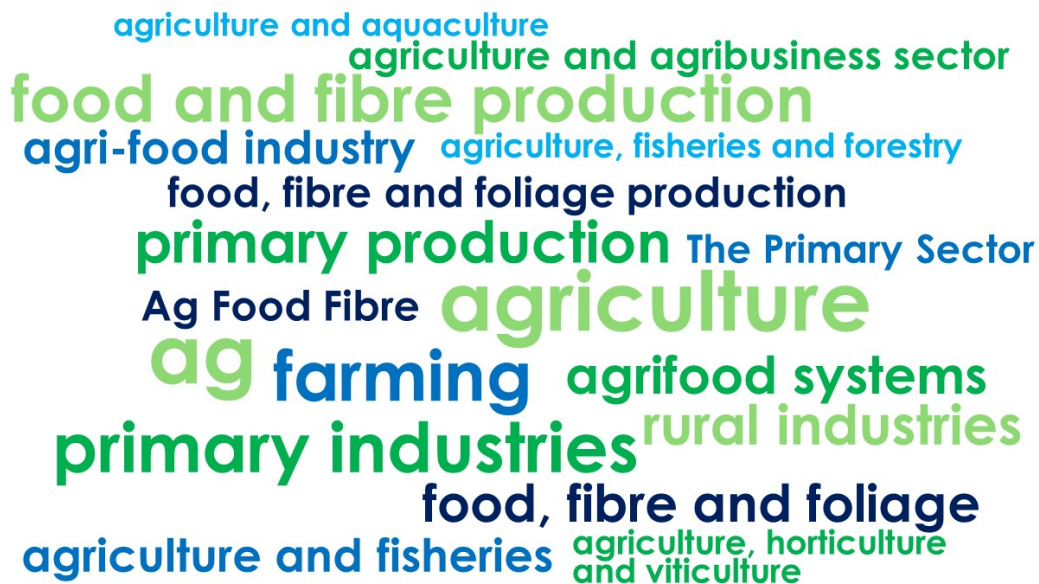 agriculture and aquaculture
agriculture and agribusiness sector
food and fibre production
agri-food industry
agriculture, fisheries and forestry
food, fibre and foliage production
primary production
The Primary Sector
Ag Food Fibre
agriculture
ag
farming
agrifood systems
rural industries
primary industries
food, fibre and foliage
agriculture and fisheries
agriculture, horticulture
and viticulture